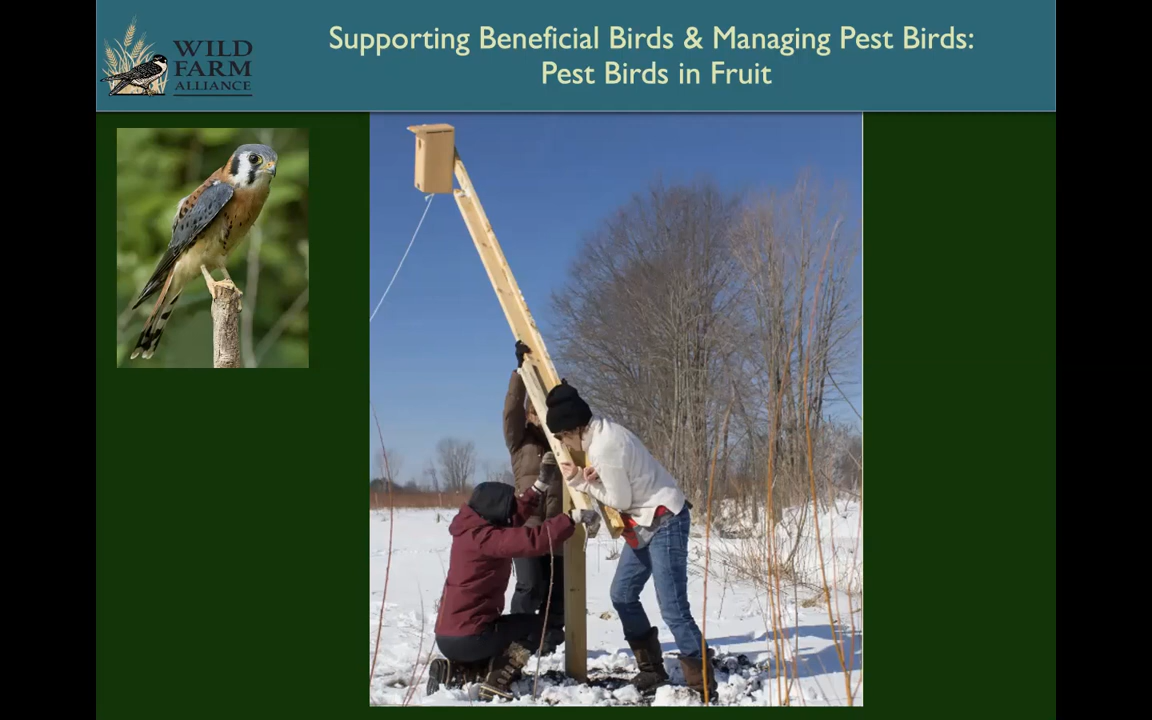 WILD
FARM
ALLIANCE
Supporting Beneficial Birds & Managing Pest Birds:
Pest Birds in Fruit